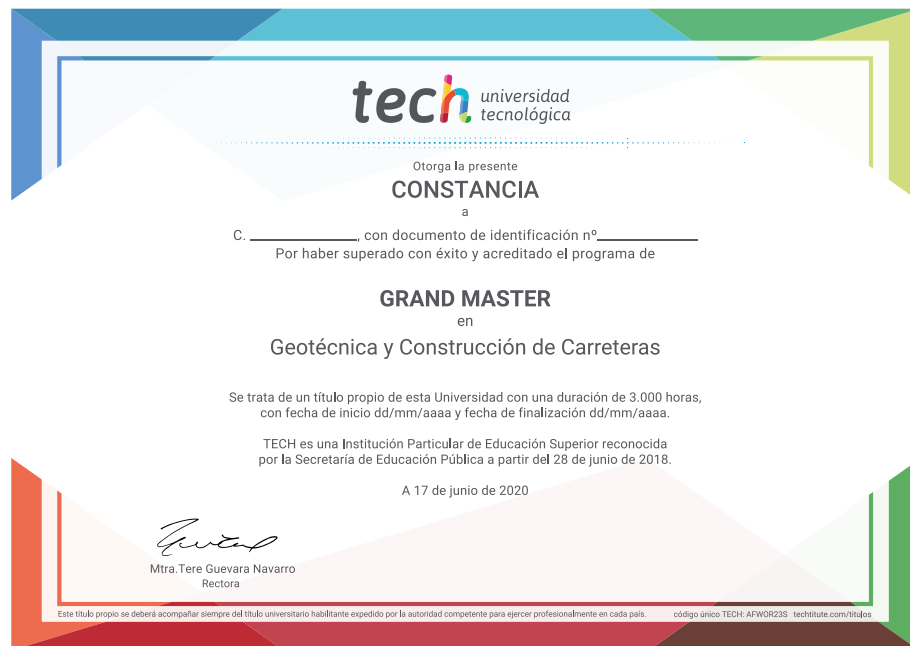 tech universidad
tecnológica
Otorga la presente
CONSTANCIA
a
C. ______________, con documento de identificación nº______________
Por haber superado con éxito y acreditado el programa de
GRAND MASTER
en
Geotécnica y Construcción de Carreteras
Se trata de un título propio de esta Universidad con una duración de 3.000 horas,
con fecha de inicio dd/mm/aaaa y fecha de finalización dd/mm/aaaa.
TECH es una Institución Particular de Educación Superior reconocida
por la Secretaría de Educación Pública a partir del 28 de junio de 2018.
A 17 de junio de 2020
Mtra.Tere Guevara Navarro
Rectora
Este título propio se deberá acompañar siempre del título universitario habilitante expedido por la autoridad competente para ejercer profesionalmente en cada país. código único TECH: AFWOR23S techtitute.com/titulos